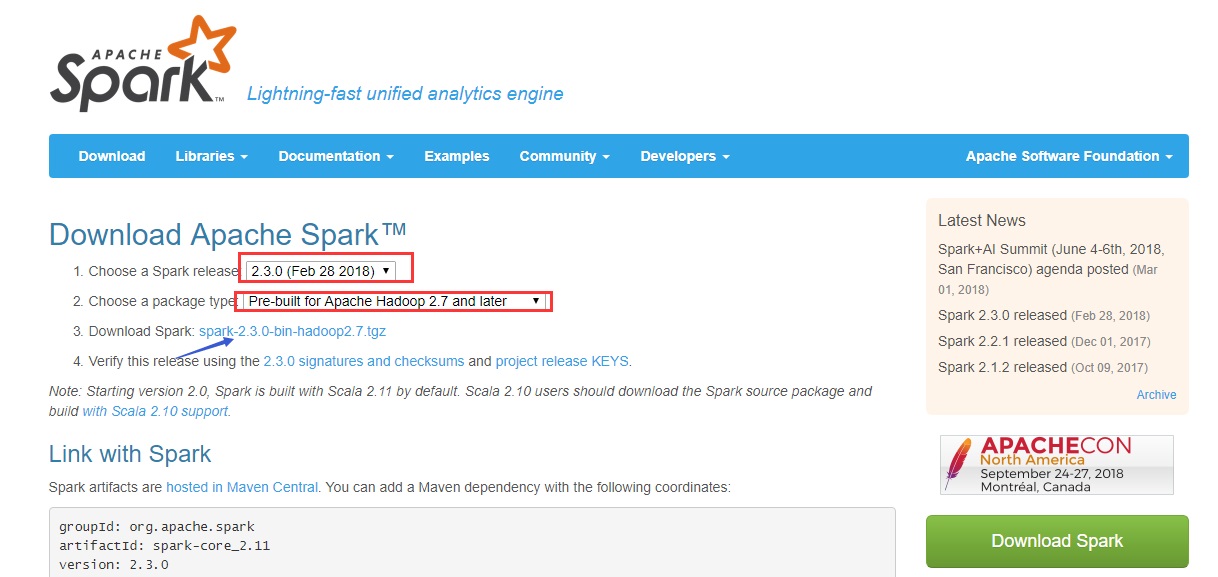 APACHE
Spark™
Lightning-fast unified analytics engine
Download Libraries Documentation Examples Community Developers Apache Software Foundation
Download Apache Spark™
1. Choose a Spark release: 2.3.0 (Feb 28 2018)
2. Choose a package type: Pre-built for Apache Hadoop 2.7 and later
3. Download Spark: spark-2.3.0-bin-hadoop2.7.tgz
4. Verify this release using the 2.3.0 signatures and checksums and project release KEYS.
Note: Starting version 2.0, Spark is built with Scala 2.11 by default. Scala 2.10 users should download the Spark source package and
build with Scala 2.10 support.
Link with Spark
Spark artifacts are hosted in Maven Central. You can add a Maven dependency with the following coordinates:
groupId: org.apache.spark
artifactId: spark-core_2.11
version: 2.3.0
Latest News
Spark+AI Summit (June 4-6th, 2018,
San Francisco) agenda posted (Mar
01, 2018)
Spark 2.3.0 released (Feb 28, 2018)
Spark 2.2.1 released (Dec 01, 2017)
Spark 2.1.2 released (Oct 09, 2017)
Archive
APACHECON
North America
September 24-27, 2018
Montréal, Canada
Download Spark